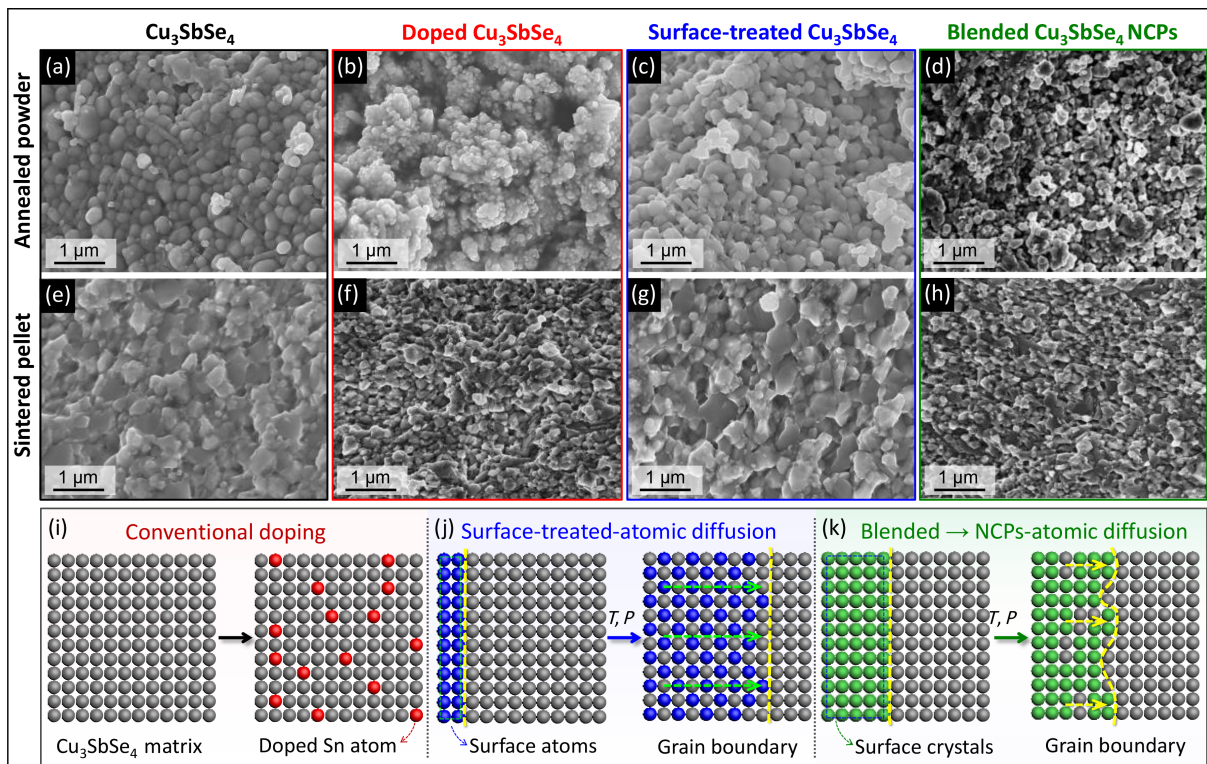 Cu₃SbSe₄
Doped Cu₃SbSe₄
Surface-treated Cu₃SbSe₄
Blended Cu₃SbSe₄ NCPs
Annealed powder
(a)
(b)
(c)
(d)
1 μm
1 μm
1 μm
1 μm
Sintered pellet
(e)
(f)
(g)
(h)
1 μm
1 μm
1 μm
1 μm
(i)
Conventional doping
Cu₃SbSe₄ matrix
Doped Sn atom
(j)
Surface-treated-atomic diffusion
T, P
Surface atoms
Grain boundary
(k)
Blended → NCPs-atomic diffusion
T, P
Surface crystals
Grain boundary